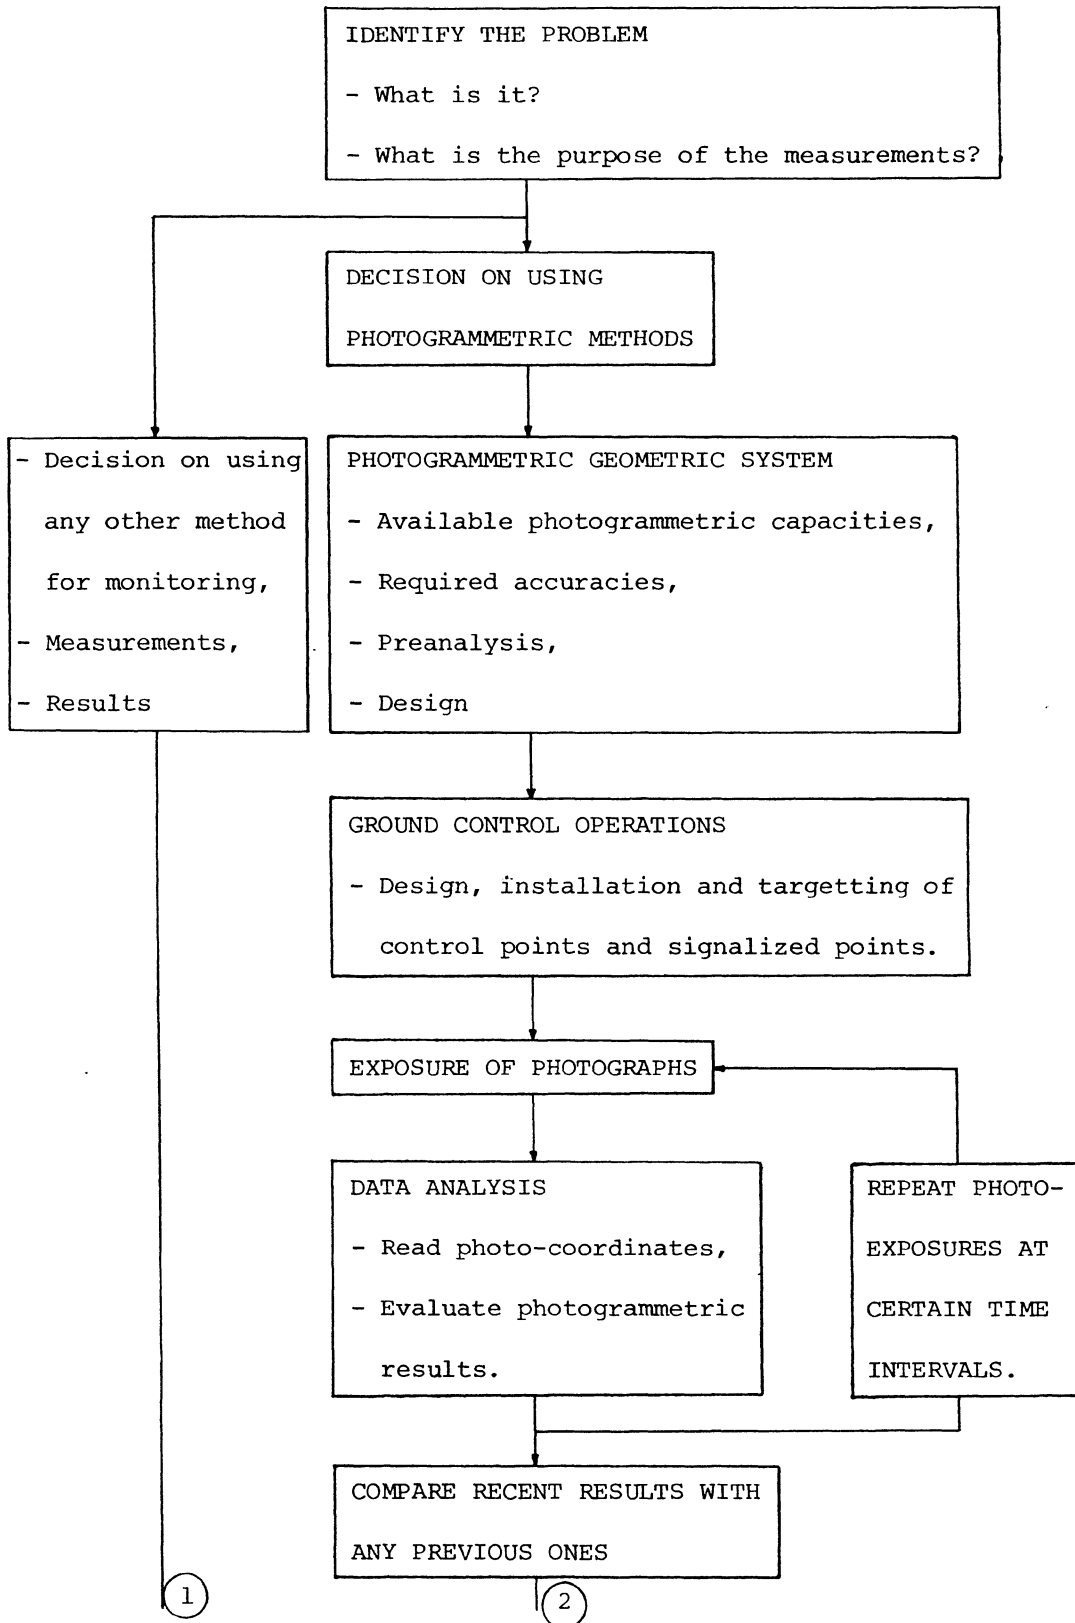 IDENTIFY THE PROBLEM
- What is it?
- What is the purpose of the measurements?
DECISION ON USING
PHOTOGRAMMETRIC METHODS
- Decision on using
any other method
for monitoring,
- Measurements,
- Results
PHOTOGRAMMETRIC GEOMETRIC SYSTEM
- Available photogrammetric capacities,
- Required accuracies,
- Preanalysis,
- Design
GROUND CONTROL OPERATIONS
- Design, installation and targetting of
control points and signalized points.
EXPOSURE OF PHOTOGRAPHS
DATA ANALYSIS
- Read photo-coordinates,
- Evaluate photogrammetric
results.
REPEAT PHOTO-
EXPOSURES AT
CERTAIN TIME
INTERVALS.
COMPARE RECENT RESULTS WITH
ANY PREVIOUS ONES
1
2